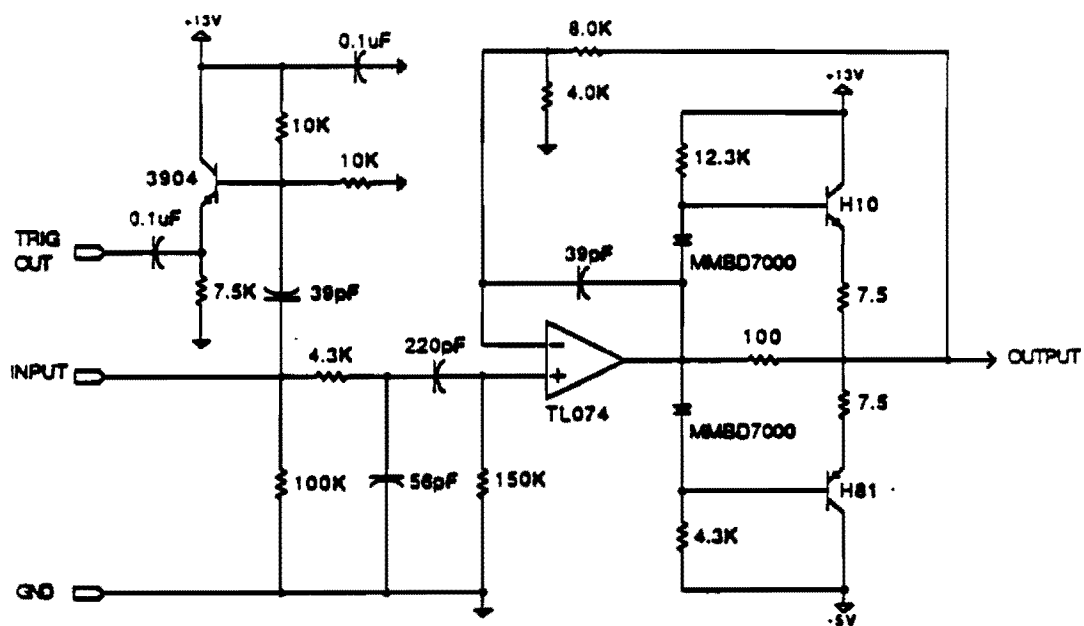 +13V
0.1uF
8.0K
4.0K
+13V
10K
12.3K
10K
3904
H10
0.1uF
TRIG
OUT
39pF
MMBD7000
7.5K
39pF
7.5
220pF
100
4.3K
INPUT
OUTPUT
TL074
7.5
MMBD7000
100K
56pF
150K
H81
4.3K
GND
-5V